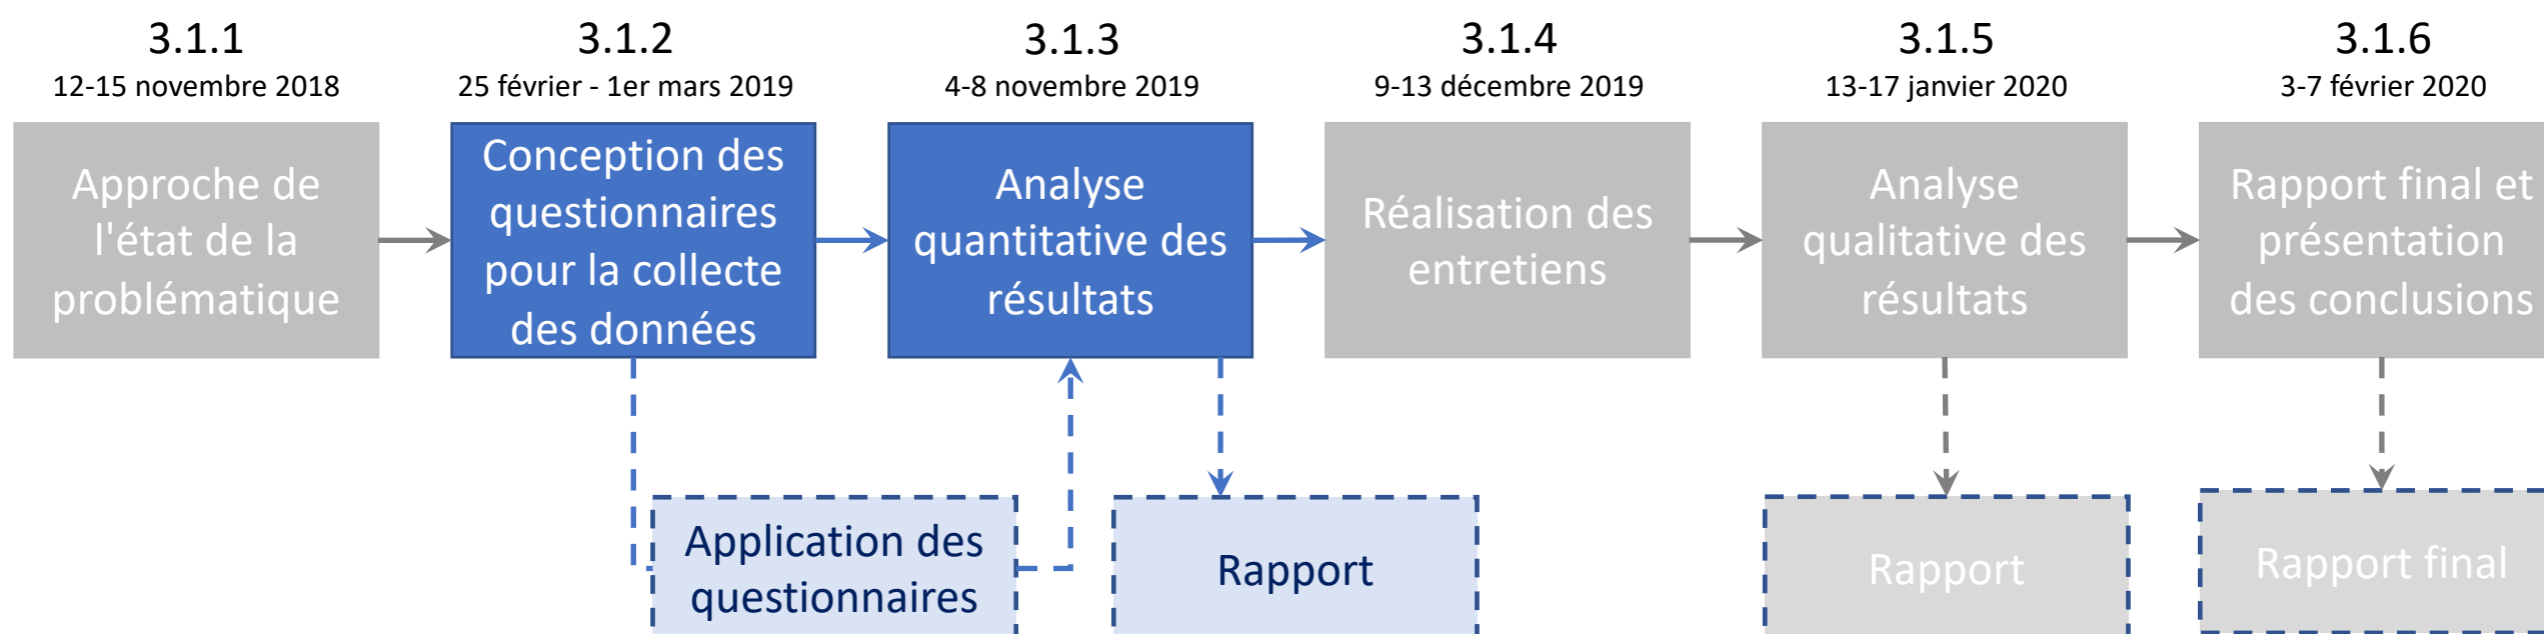 3.1.1
12-15 novembre 2018
3.1.2
25 février - 1er mars 2019
3.1.3
4-8 novembre 2019
3.1.4
9-13 décembre 2019
3.1.5
13-17 janvier 2020
3.1.6
3-7 février 2020
Approche de
l'état de la
problématique
Conception des
questionnaires
pour la collecte
des données
Analyse
quantitative des
résultats
Réalisation des
entretiens
Analyse
qualitative des
résultats
Rapport final et
présentation
des conclusions
Application des
questionnaires
Rapport
Rapport
Rapport final